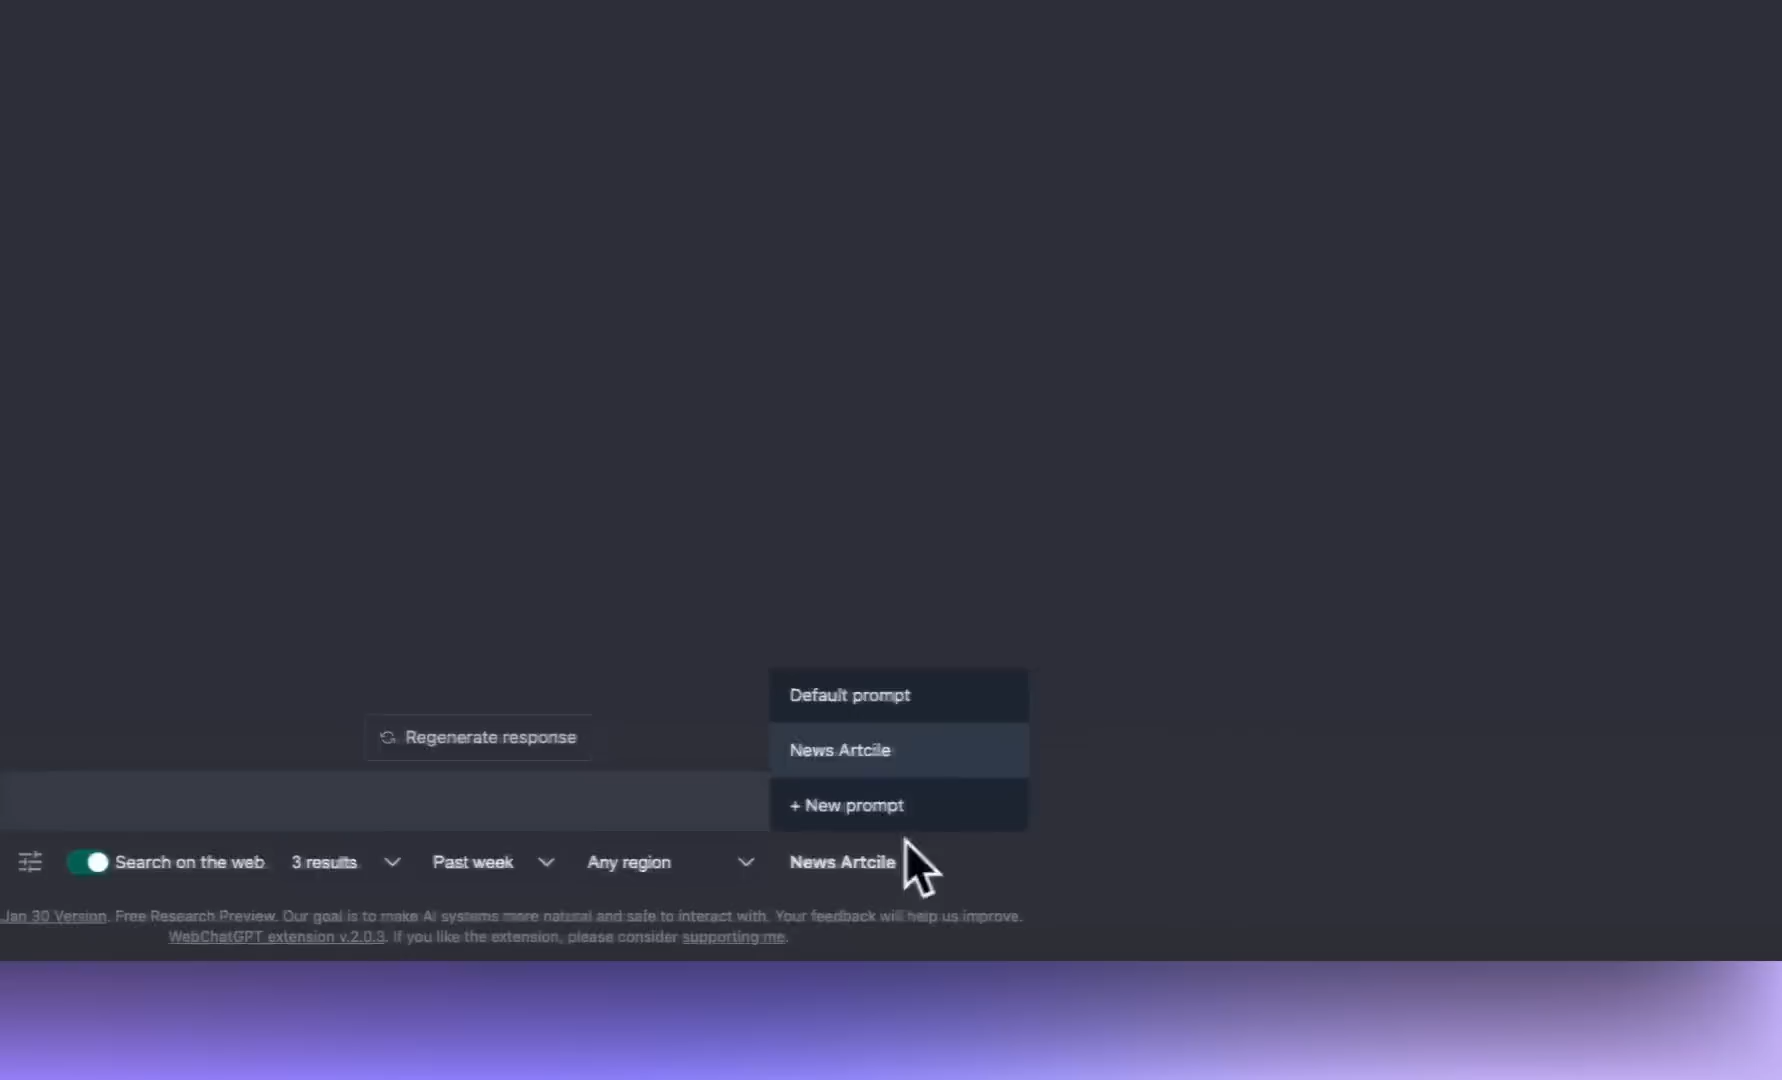 Default prompt
Regenerate response
News Artcile
+ New prompt
Search on the web 3 results Past week Any region News Artcile
Jan 30 Version. Free Research Preview. Our goal is to make AI systems more natural and safe to interact with. Your feedback will help us improve.
WebChatGPT extension v.2.0.3. If you like the extension, please consider supporting me.